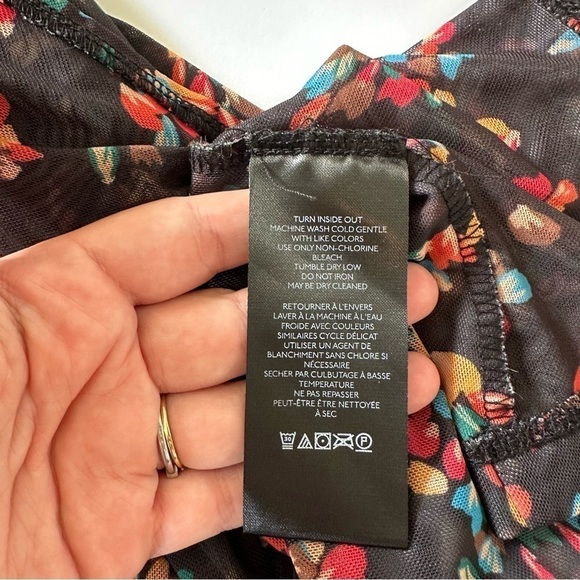 TURN INSIDE OUT
MACHINE WASH COLD GENTLE
WITH LIKE COLORS
USE ONLY NON-CHLORINE
BLEACH
TUMBLE DRY LOW
DO NOT IRON
MAY BE DRY CLEANED
RETOURNER À L'ENVERS
LAVER À LA MACHINE À L'EAU
FROIDE AVEC COULEURS
SIMILAIRES CYCLE DÉLICAT
UTILISER UN AGENT DE
BLANCHIMENT SANS CHLORE SI
NÉCESSAIRE
SECHER PAR CULBUTAGE À BASSE
TEMPERATURE
NE PAS REPASSER
PEUT-ÊTRE ÊTRE NETTOYÉE
À SEC
30 P